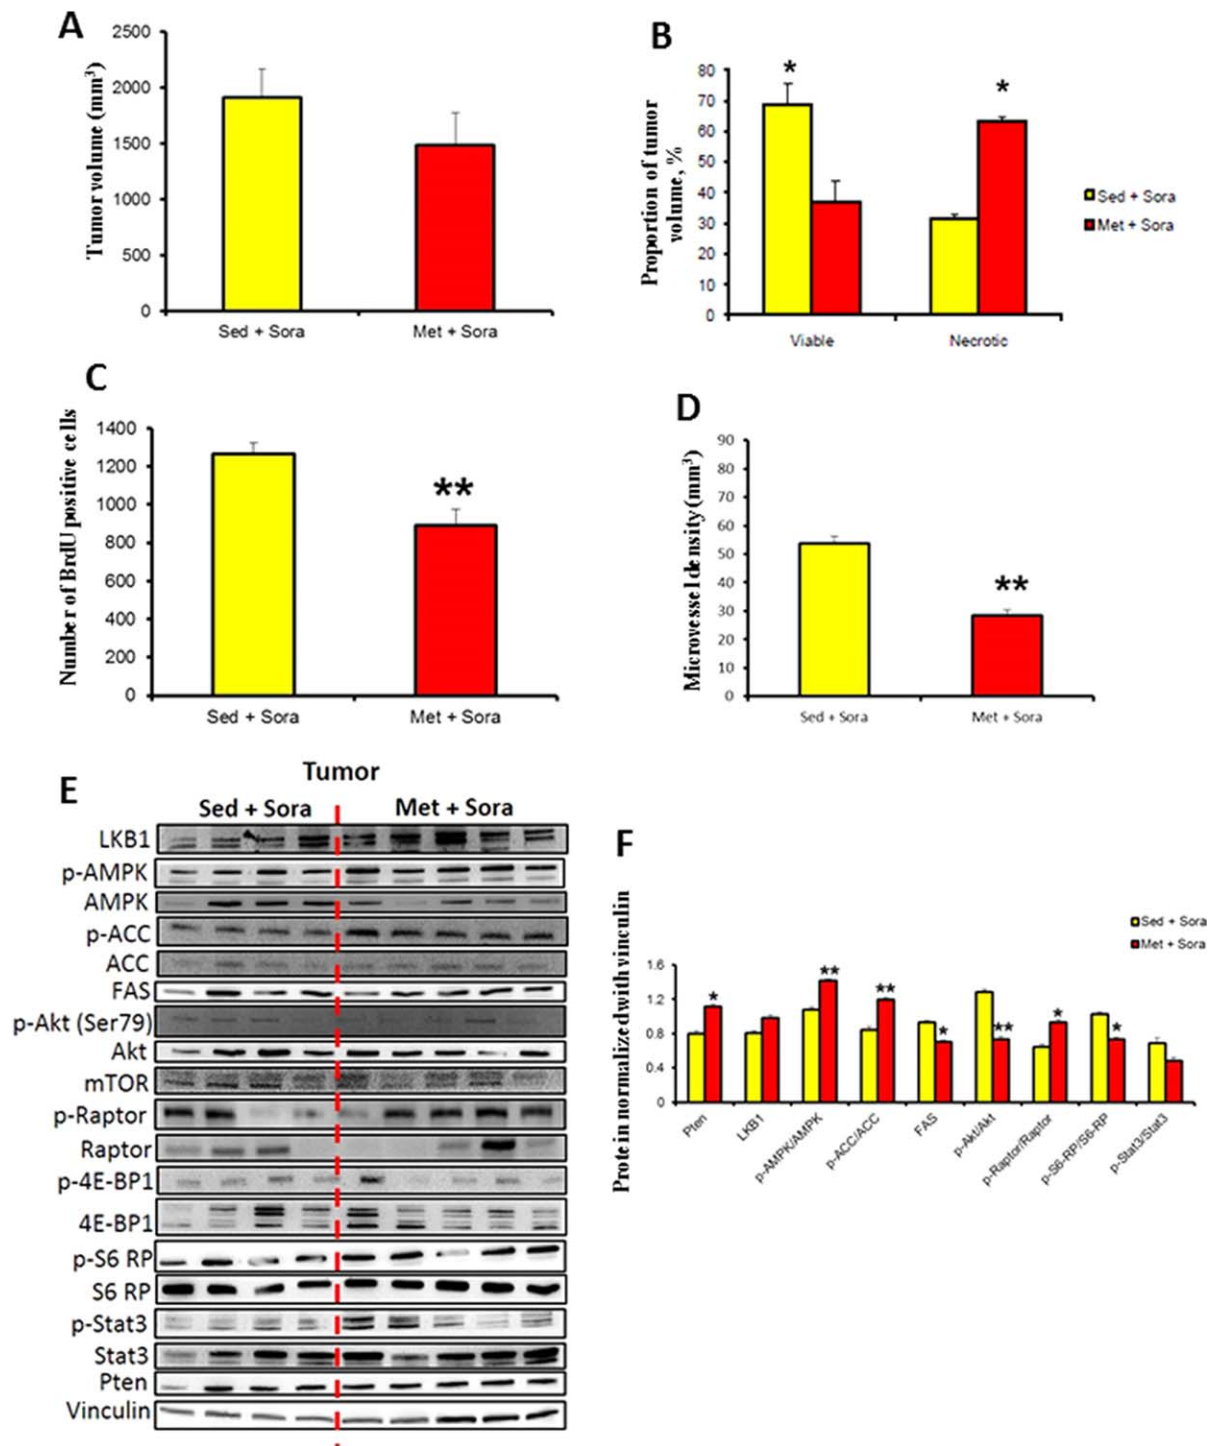 A
Tumor volume (mm³)
2500
2000
1500
1000
500
0
Sed + Sora
Met + Sora
B
Proportion of tumor
volume, %
80
70
60
50
40
30
20
10
0
*
*
Viable
Necrotic
Sed + Sora
Met + Sora
C
Number of BrdU positive cells
1400
1200
1000
800
600
400
200
0
**
Sed + Sora
Met + Sora
D
Microvessel density (mm³)
90
80
70
60
50
40
30
20
10
0
**
Sed + Sora
Met + Sora
E
Tumor
Sed + Sora
Met + Sora
LKB1
p-AMPK
AMPK
p-ACC
ACC
FAS
p-Akt (Ser79)
Akt
mTOR
p-Raptor
Raptor
p-4E-BP1
4E-BP1
p-S6 RP
S6 RP
p-Stat3
Stat3
Pten
Vinculin
F
Protein normalized with vinculin
Sed + Sora
Met + Sora
1.6
1.2
0.8
0.4
0
*
**
**
*
**
*
*
Pten
LKB1
p-AMPK/AMPK
p-ACC/ACC
FAS
p-Akt/Akt
p-Raptor/Raptor
p-S6-RP/S6-RP
p-Stat3/Stat3